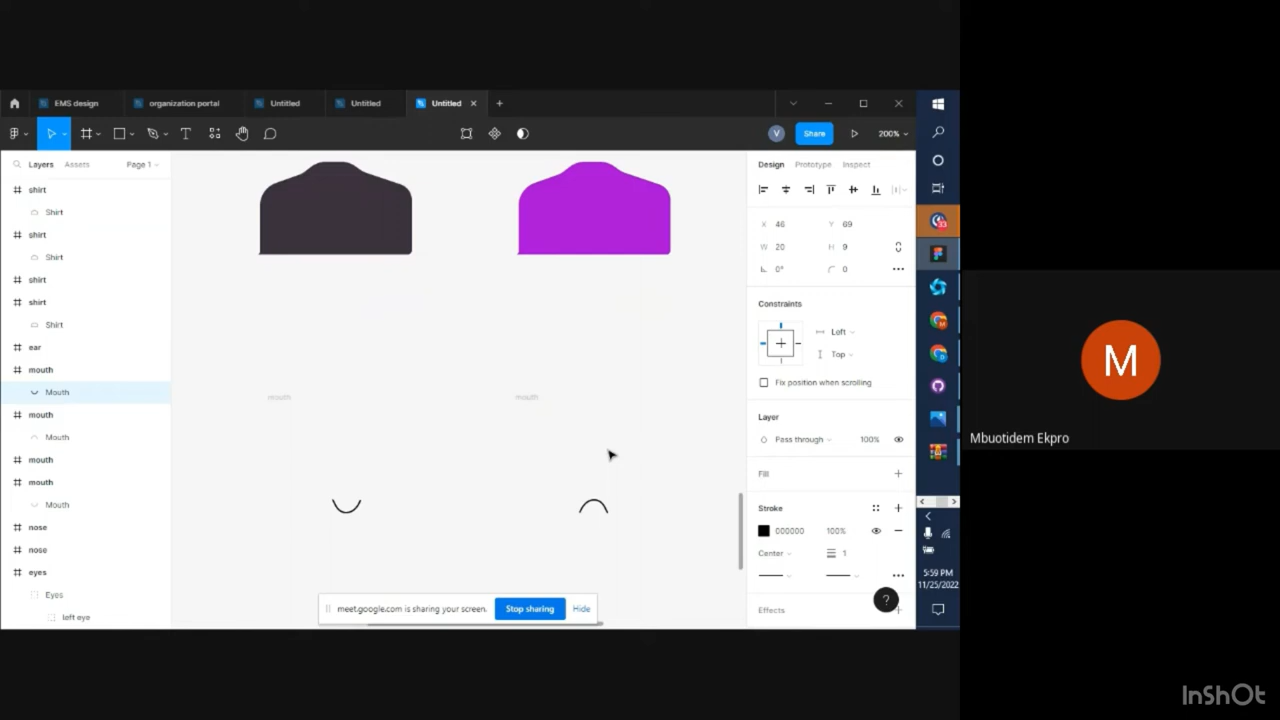 EMS design
organization portal
Untitled
Untitled
Untitled
V
Share
200%
Layers
Assets
Page 1
shirt
Shirt
shirt
Shirt
shirt
shirt
Shirt
ear
mouth
Mouth
mouth
Mouth
mouth
mouth
Mouth
nose
nose
eyes
Eyes
left eye
mouth
mouth
Design
Prototype
Inspect
X 46
Y 69
W 20
H 9
0°
0
Constraints
Left
Top
Fix position when scrolling
Layer
Pass through
100%
Fill
Stroke
000000
100%
Center
1
Effects
?
meet.google.com is sharing your screen.
Stop sharing
Hide
5:59 PM
11/25/2022
M
Mbuotidem Ekpro
InShOt